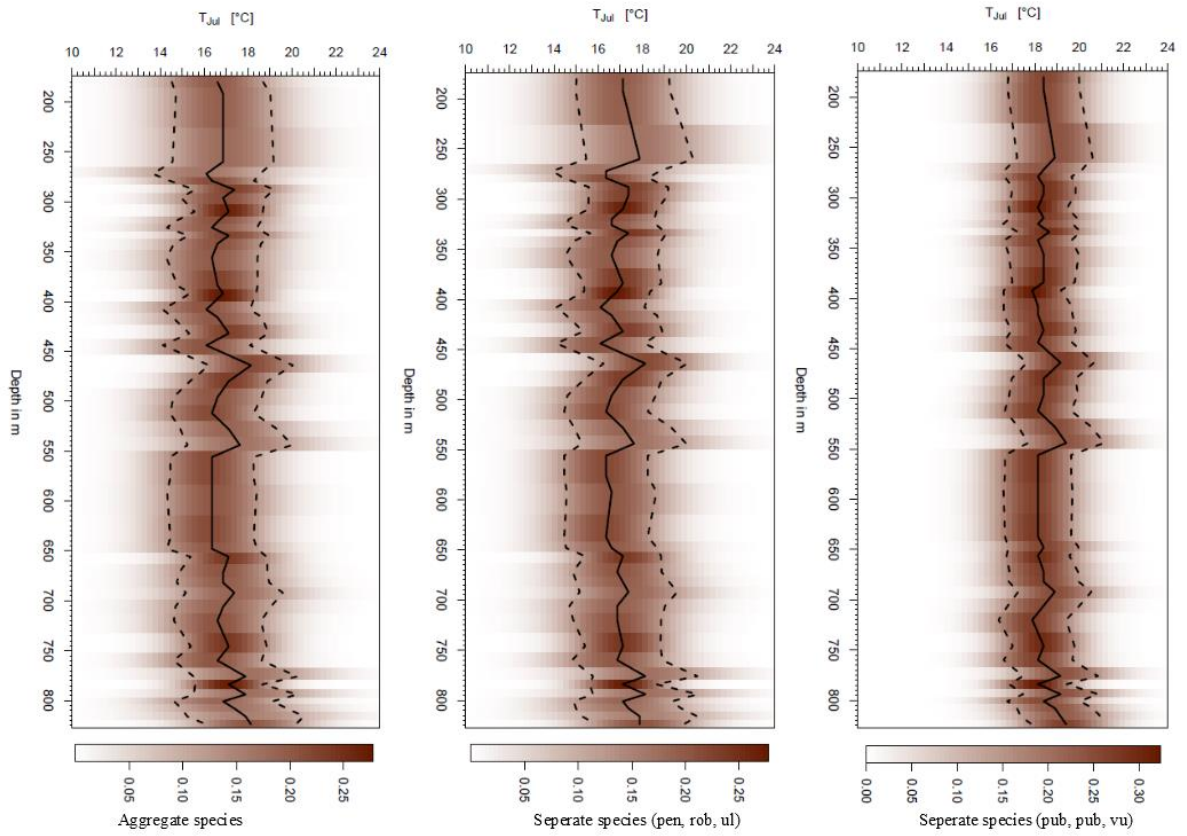 T Jul [°C]
10 12 14 16 18 20 22 24
200
250
300
350
400
450
500
550
600
650
700
750
800
Depth in m
0.05 0.10 0.15 0.20 0.25
Aggregate species
T Jul [°C]
10 12 14 16 18 20 22 24
200
250
300
350
400
450
500
550
600
650
700
750
800
Depth in m
0.05 0.10 0.15 0.20 0.25
Seperate species (pen, rob, ul)
T Jul [°C]
10 12 14 16 18 20 22 24
200
250
300
350
400
450
500
550
600
650
700
750
800
Depth in m
0.00 0.05 0.10 0.15 0.20 0.25 0.30
Seperate species (pub, pub, vu)